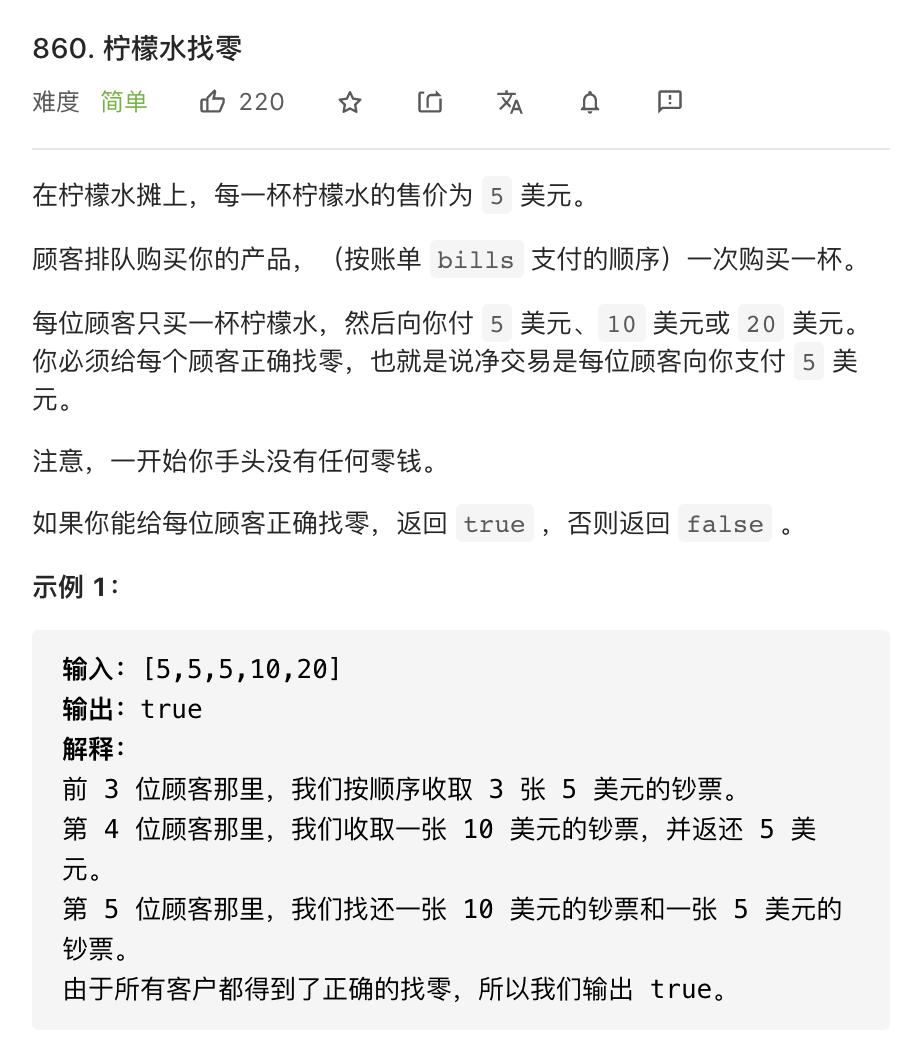 860. 柠檬水找零
难度 简单 220
在柠檬水摊上，每一杯柠檬水的售价为 5 美元。
顾客排队购买你的产品，（按账单 bills 支付的顺序）一次购买一杯。
每位顾客只买一杯柠檬水，然后向你付 5 美元、10 美元或 20 美元。
你必须给每个顾客正确找零，也就是说净交易是每位顾客向你支付 5 美
元。
注意，一开始你手头没有任何零钱。
如果你能给每位顾客正确找零，返回 true ，否则返回 false 。
示例 1：
输入：[5,5,5,10,20]
输出：true
解释：
前 3 位顾客那里，我们按顺序收取 3 张 5 美元的钞票。
第 4 位顾客那里，我们收取一张 10 美元的钞票，并返还 5 美
元。
第 5 位顾客那里，我们找还一张 10 美元的钞票和一张 5 美元的
钞票。
由于所有客户都得到了正确的找零，所以我们输出 true。